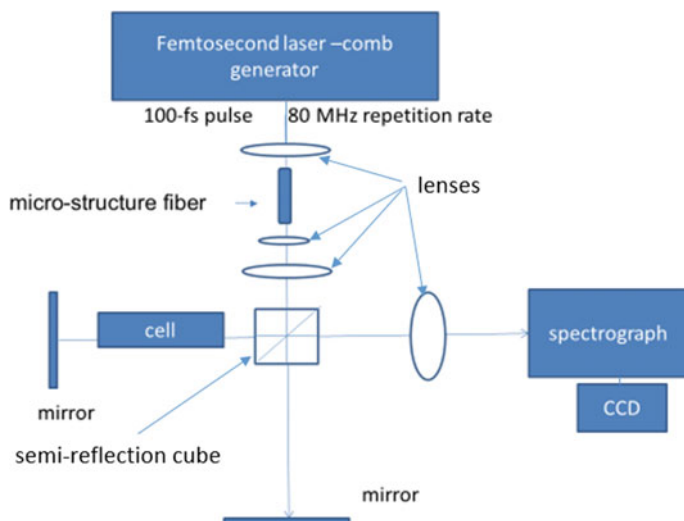 Femtosecond laser –comb
generator
100-fs pulse 80 MHz repetition rate
lenses
micro-structure fiber
cell
spectrograph
mirror
CCD
semi-reflection cube
mirror